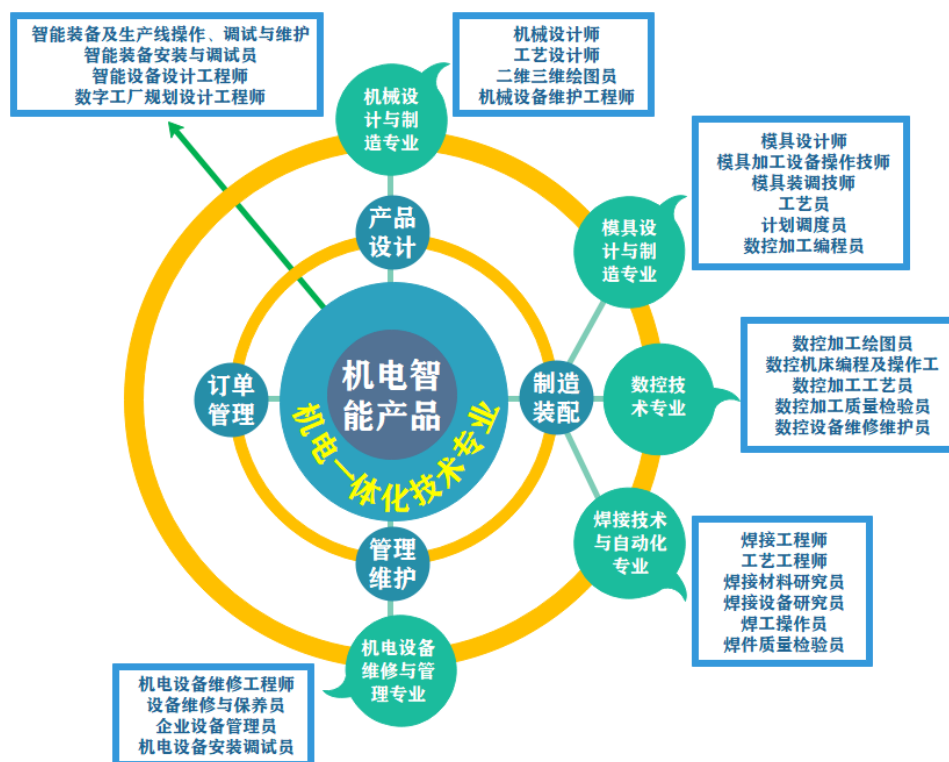 智能装备及生产线操作、调试与维护
智能装备安装与调试员
智能设备设计工程师
数字工厂规划设计工程师
机械设计师
工艺设计师
二维三维绘图员
机械设备维护工程师
机械设
计与制
造专业
模具设计师
模具加工设备操作技师
模具装调技师
工艺员
计划调度员
数控加工编程员
产品
设计
模具设
计与制
造专业
订单
管理
机电智
能产品
机电一体化技术专业
制造
装配
数控技
术专业
数控加工绘图员
数控机床编程及操作工
数控加工工艺员
数控加工质量检验员
数控设备维修维护员
管理
维护
焊接技术
与自动化
专业
焊接工程师
工艺工程师
焊接材料研究员
焊接设备研究员
焊工操作员
焊件质量检验员
机电设备
维修与管
理专业
机电设备维修工程师
设备维修与保养员
企业设备管理员
机电设备安装调试员